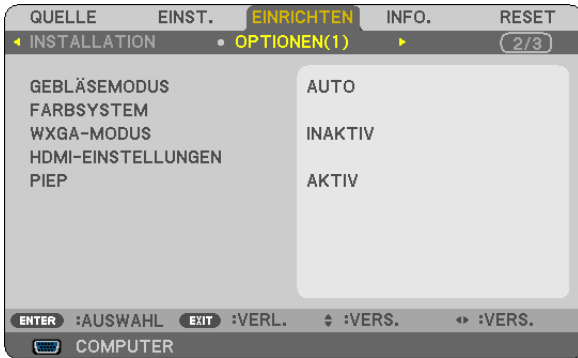 QUELLE EINST. EINRICHTEN INFO. RESET
INSTALLATION • OPTIONEN(1) 2/3
GEBLÄSEMODUS AUTO
FARBSYSTEM
WXGA-MODUS INAKTIV
HDMI-EINSTELLUNGEN
PIEP AKTIV
ENTER :AUSWAHL EXIT :VERL. :VERS. :VERS.
COMPUTER